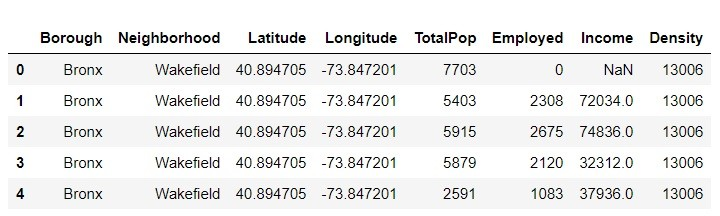 Borough Neighborhood Latitude Longitude TotalPop Employed Income Density
0 Bronx Wakefield 40.894705 -73.847201 7703 0 NaN 13006
1 Bronx Wakefield 40.894705 -73.847201 5403 2308 72034.0 13006
2 Bronx Wakefield 40.894705 -73.847201 5915 2675 74836.0 13006
3 Bronx Wakefield 40.894705 -73.847201 5879 2120 32312.0 13006
4 Bronx Wakefield 40.894705 -73.847201 2591 1083 37936.0 13006